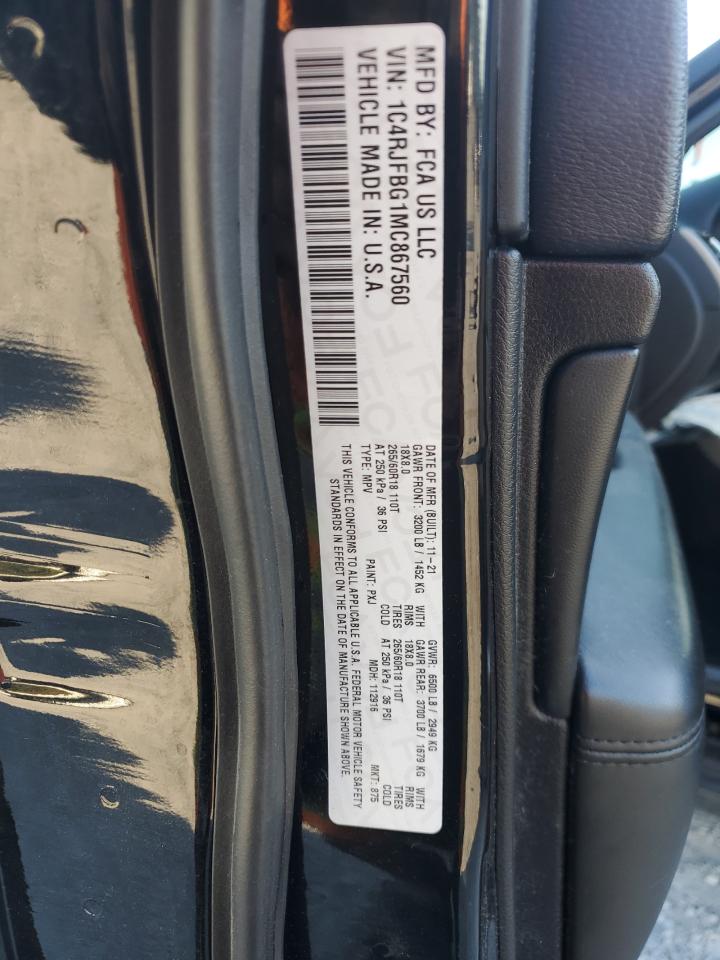 MFD BY: FCA US LLC
VIN: 1C4RJFBG1MC867560
VEHICLE MADE IN: U.S.A.
DATE OF MFR (BUILT): 11-21 GVWR: 6500 LB / 2949 KG
GAWR FRONT: 3200 LB / 1452 KG WITH GAWR REAR: 3700 LB / 1679 KG WITH
18X8.0 RIMS 18X8.0 RIMS
265/60R18 110T TIRES 265/60R18 110T TIRES
AT 250 kPa / 36 PSI COLD AT 250 kPa / 36 PSI COLD
TYPE: MPV PAINT: PXJ MDH: 112916 MKT: 875
THIS VEHICLE CONFORMS TO ALL APPLICABLE U.S.A. FEDERAL MOTOR VEHICLE SAFETY
STANDARDS IN EFFECT ON THE DATE OF MANUFACTURE SHOWN ABOVE.